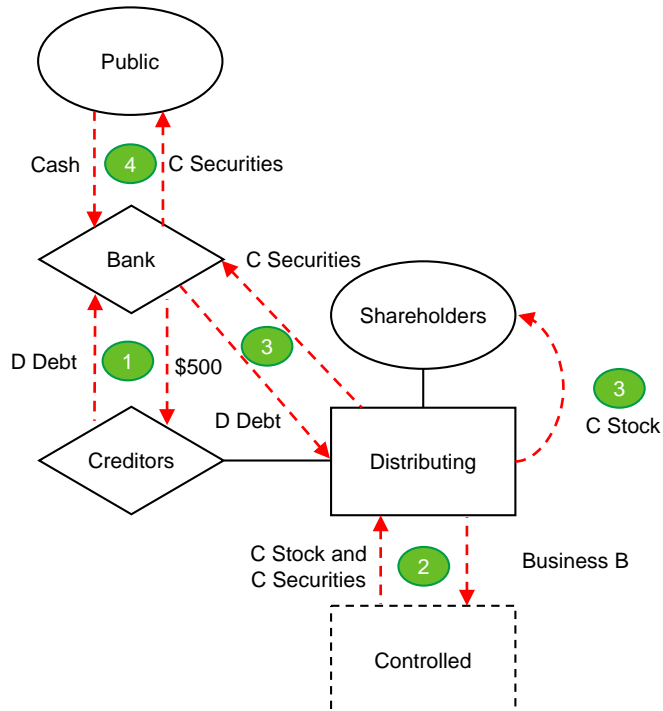 Public
Cash
4
C Securities
Bank
C Securities
Shareholders
D Debt
1
$500
3
3
C Stock
D Debt
Creditors
Distributing
C Stock and
C Securities
2
Business B
Controlled